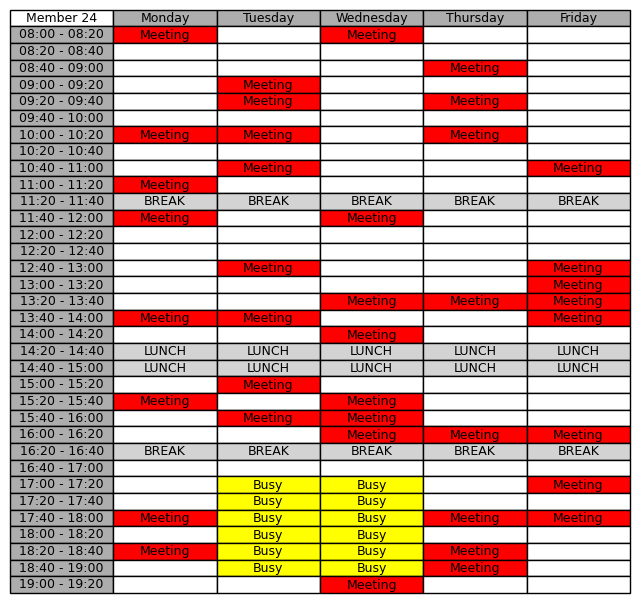 Member 24 Monday Tuesday Wednesday Thursday Friday
08:00 - 08:20 Meeting Meeting
08:20 - 08:40
08:40 - 09:00 Meeting
09:00 - 09:20 Meeting
09:20 - 09:40 Meeting Meeting
09:40 - 10:00
10:00 - 10:20 Meeting Meeting Meeting
10:20 - 10:40
10:40 - 11:00 Meeting Meeting
11:00 - 11:20 Meeting
11:20 - 11:40 BREAK BREAK BREAK BREAK BREAK
11:40 - 12:00 Meeting Meeting
12:00 - 12:20
12:20 - 12:40
12:40 - 13:00 Meeting Meeting
13:00 - 13:20 Meeting
13:20 - 13:40 Meeting Meeting Meeting
13:40 - 14:00 Meeting Meeting Meeting
14:00 - 14:20 Meeting
14:20 - 14:40 LUNCH LUNCH LUNCH LUNCH LUNCH
14:40 - 15:00 LUNCH LUNCH LUNCH LUNCH LUNCH
15:00 - 15:20 Meeting
15:20 - 15:40 Meeting Meeting
15:40 - 16:00 Meeting Meeting
16:00 - 16:20 Meeting Meeting Meeting
16:20 - 16:40 BREAK BREAK BREAK BREAK BREAK
16:40 - 17:00
17:00 - 17:20 Busy Busy Meeting
17:20 - 17:40 Busy Busy
17:40 - 18:00 Meeting Busy Busy Meeting Meeting
18:00 - 18:20 Busy Busy
18:20 - 18:40 Meeting Busy Busy Meeting
18:40 - 19:00 Busy Busy Meeting
19:00 - 19:20 Meeting